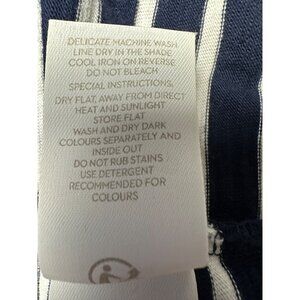 DELICATE MACHINE WASH
LINE DRY IN THE SHADE
COOL IRON ON REVERSE
DO NOT BLEACH
SPECIAL INSTRUCTIONS:
DRY FLAT, AWAY FROM DIRECT
HEAT AND SUNLIGHT
STORE FLAT
WASH AND DRY DARK
COLOURS SEPARATELY AND
INSIDE OUT
DO NOT RUB STAINS
USE DETERGENT
RECOMMENDED FOR
COLOURS